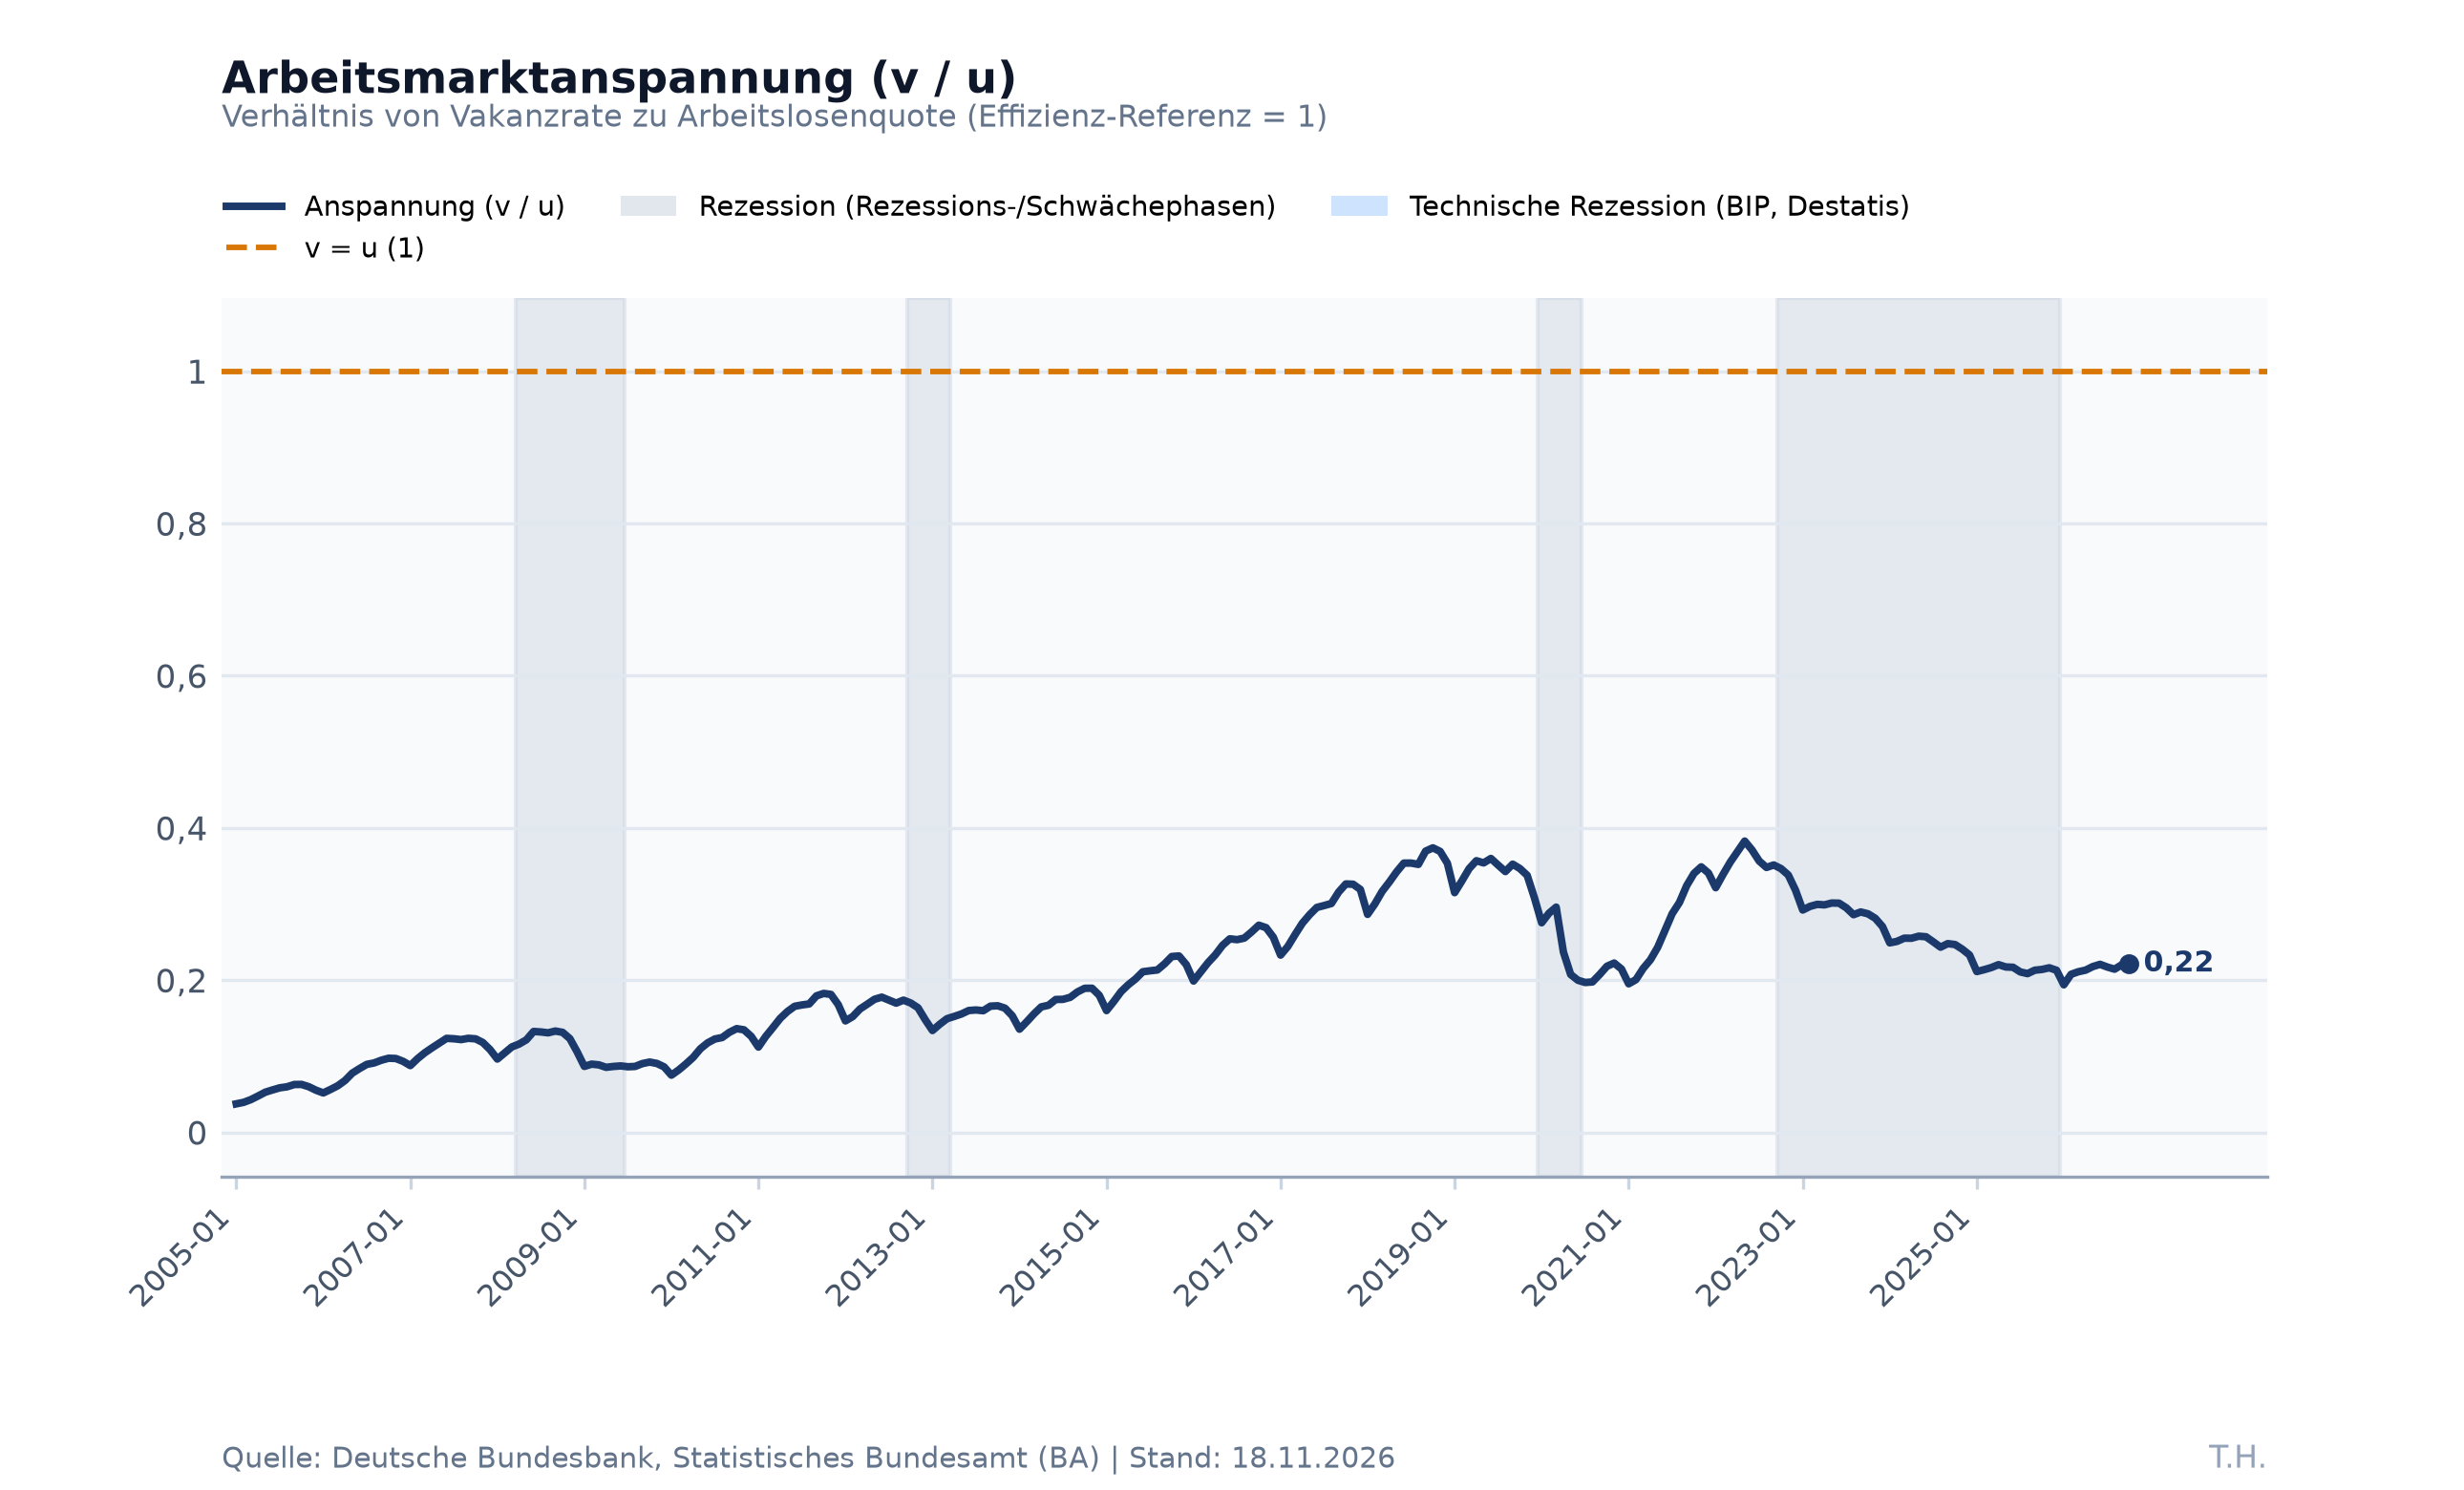 Arbeitsmarktanspannung (v / u)
Verhältnis von Vakanzrate zu Arbeitslosenquote (Effizienz-Referenz = 1)
Anspannung (v / u) Rezession (Rezessions-/Schwächephasen) Technische Rezession (BIP, Destatis)
v = u (1)
1
0,8
0,6
0,4
0,2
0
0,22
2005-01 2007-01 2009-01 2011-01 2013-01 2015-01 2017-01 2019-01 2021-01 2023-01 2025-01
Quelle: Deutsche Bundesbank, Statistisches Bundesamt (BA) | Stand: 18.11.2026 T.H.